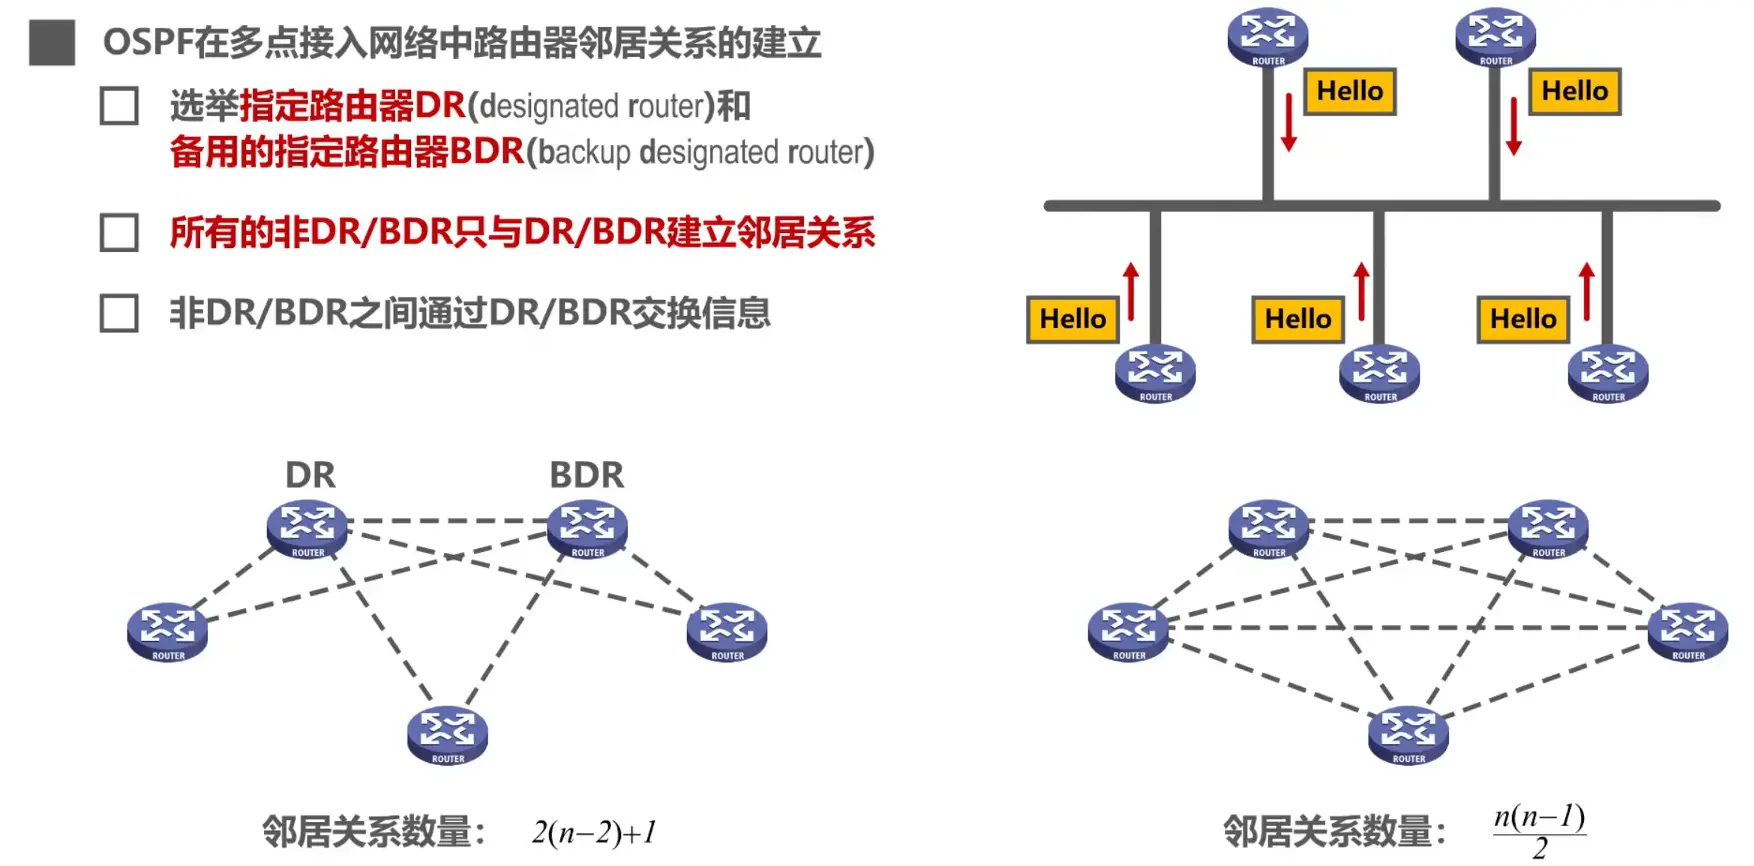 OSPF在多点接入网络中路由器邻居关系的建立
选举指定路由器DR(designated router)和
备用的指定路由器BDR(backup designated router)
所有的非DR/BDR只与DR/BDR建立邻居关系
非DR/BDR之间通过DR/BDR交换信息
ROUTER
ROUTER
Hello
Hello
Hello
Hello
Hello
ROUTER
ROUTER
ROUTER
DR
BDR
ROUTER
ROUTER
ROUTER
ROUTER
ROUTER
邻居关系数量： 2(n−2)+1
ROUTER
ROUTER
ROUTER
ROUTER
ROUTER
邻居关系数量： n(n−1)/2